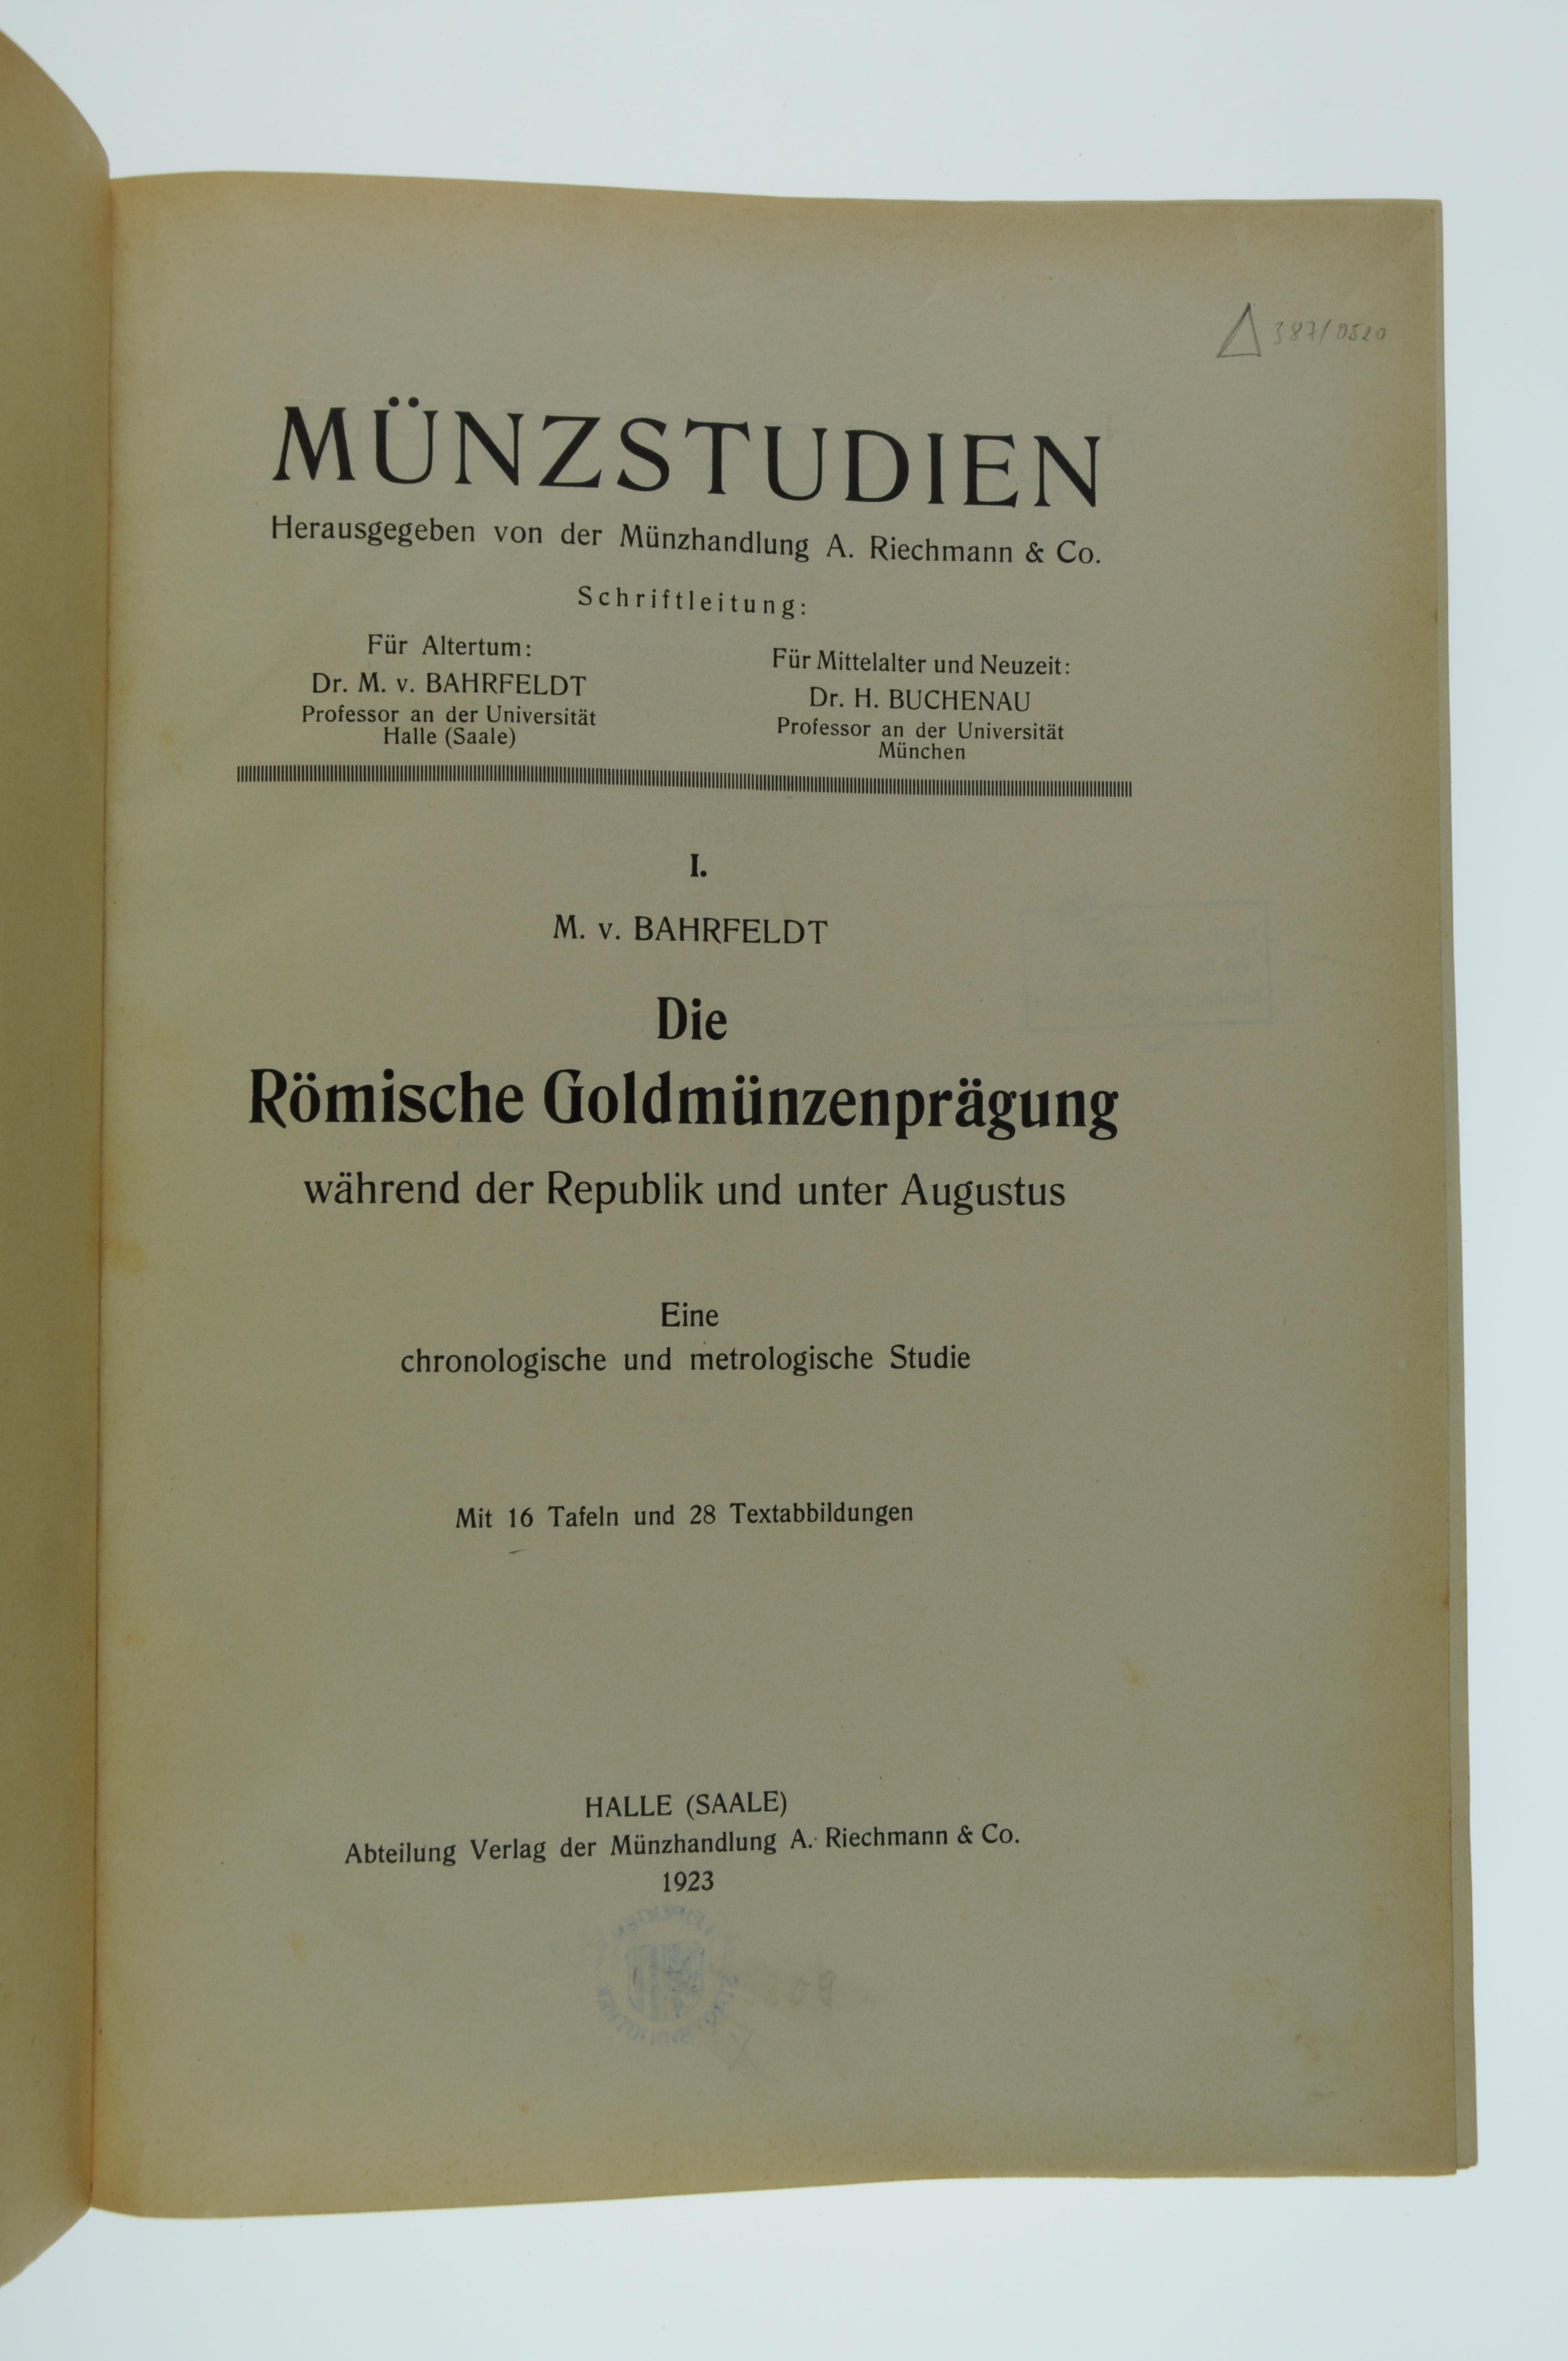 387/0520
MÜNZSTUDIEN
Herausgegeben von der Münzhandlung A. Riechmann & Co.
Schriftleitung:
Für Altertum:
Dr. M. v. BAHRFELDT
Professor an der Universität
Halle (Saale)
Für Mittelalter und Neuzeit:
Dr. H. BUCHENAU
Professor an der Universität
München
I.
M. v. BAHRFELDT
Die
Römische Goldmünzenprägung
während der Republik und unter Augustus
Eine
chronologische und metrologische Studie
Mit 16 Tafeln und 28 Textabbildungen
HALLE (SAALE)
Abteilung Verlag der Münzhandlung A. Riechmann & Co.
1923